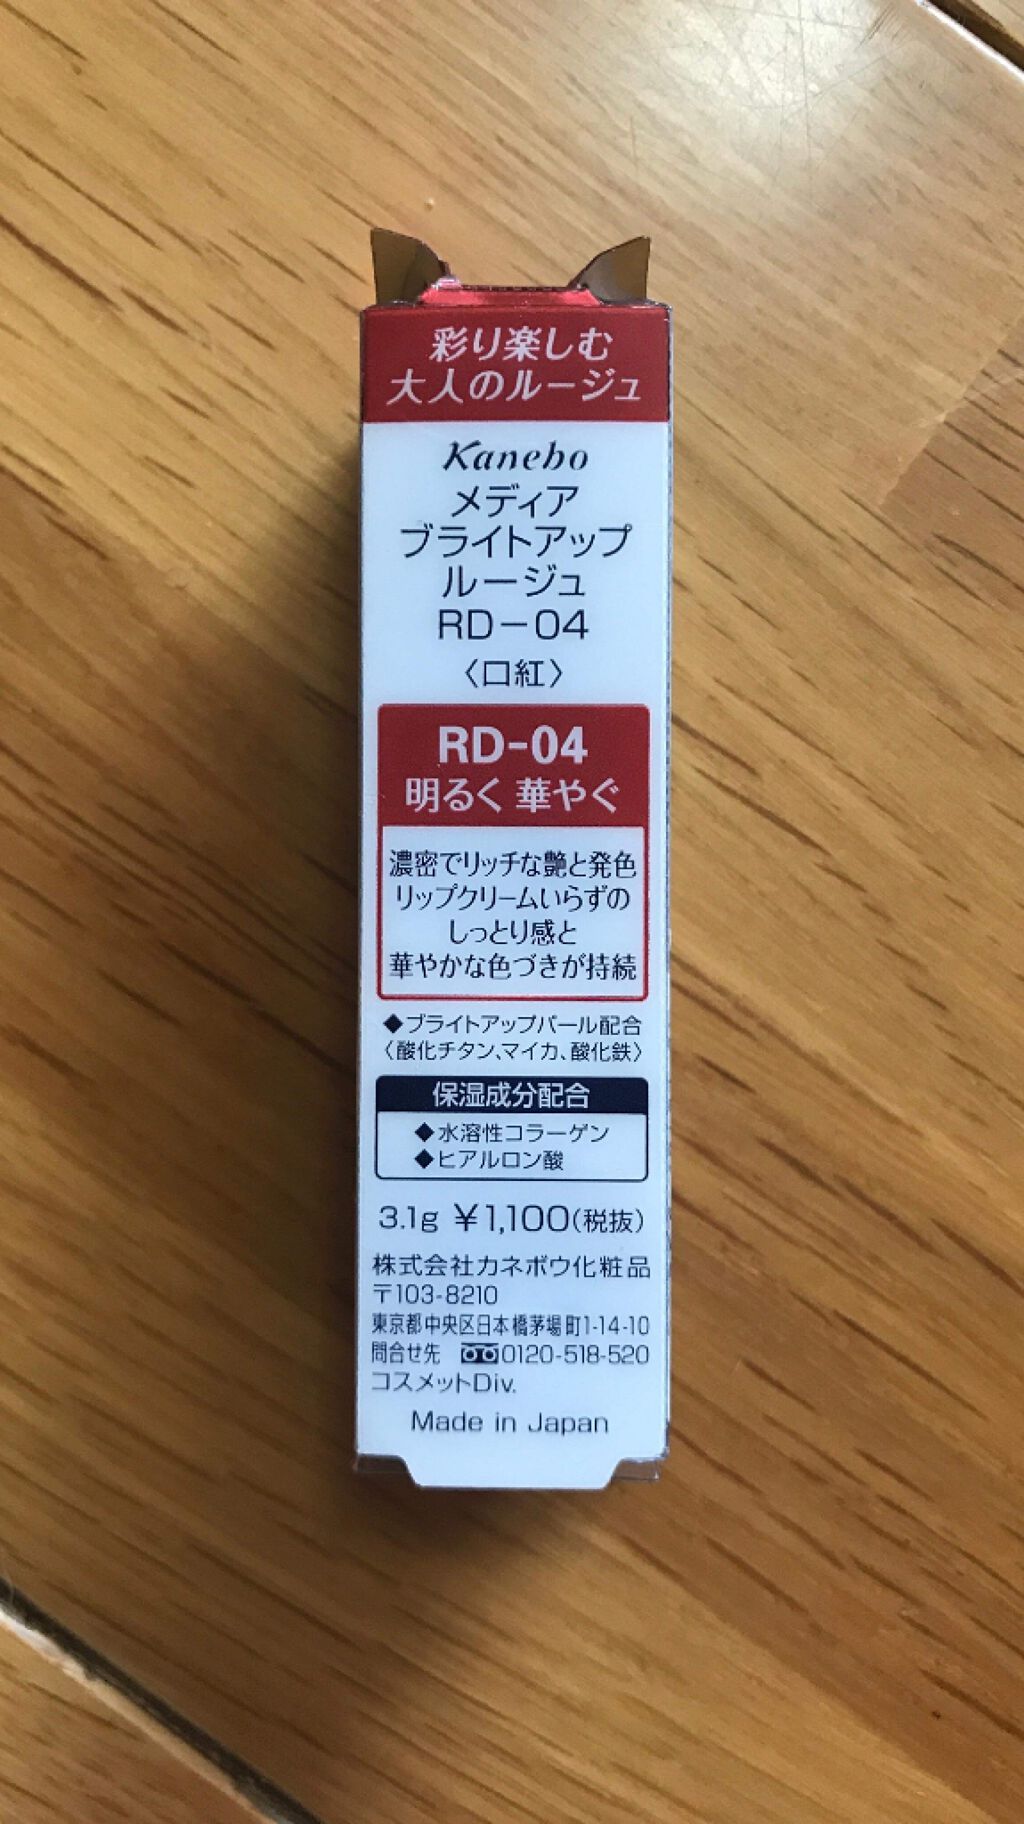 彩り楽しむ
大人のルージュ
Kanebo
メディア
ブライトアップ
ルージュ
RD－04
〈口紅〉
RD-04
明るく 華やぐ
濃密でリッチな艶と発色
リップクリームいらずの
しっとり感と
華やかな色づきが持続
◆ブライトアップパール配合
〈酸化チタン、マイカ、酸化鉄〉
保湿成分配合
◆水溶性コラーゲン
◆ヒアルロン酸
3.1g ￥1,100(税抜)
株式会社カネボウ化粧品
〒103-8210
東京都中央区日本橋茅場町1-14-10
問合せ先 0120-518-520
コスメットDiv.
Made in Japan